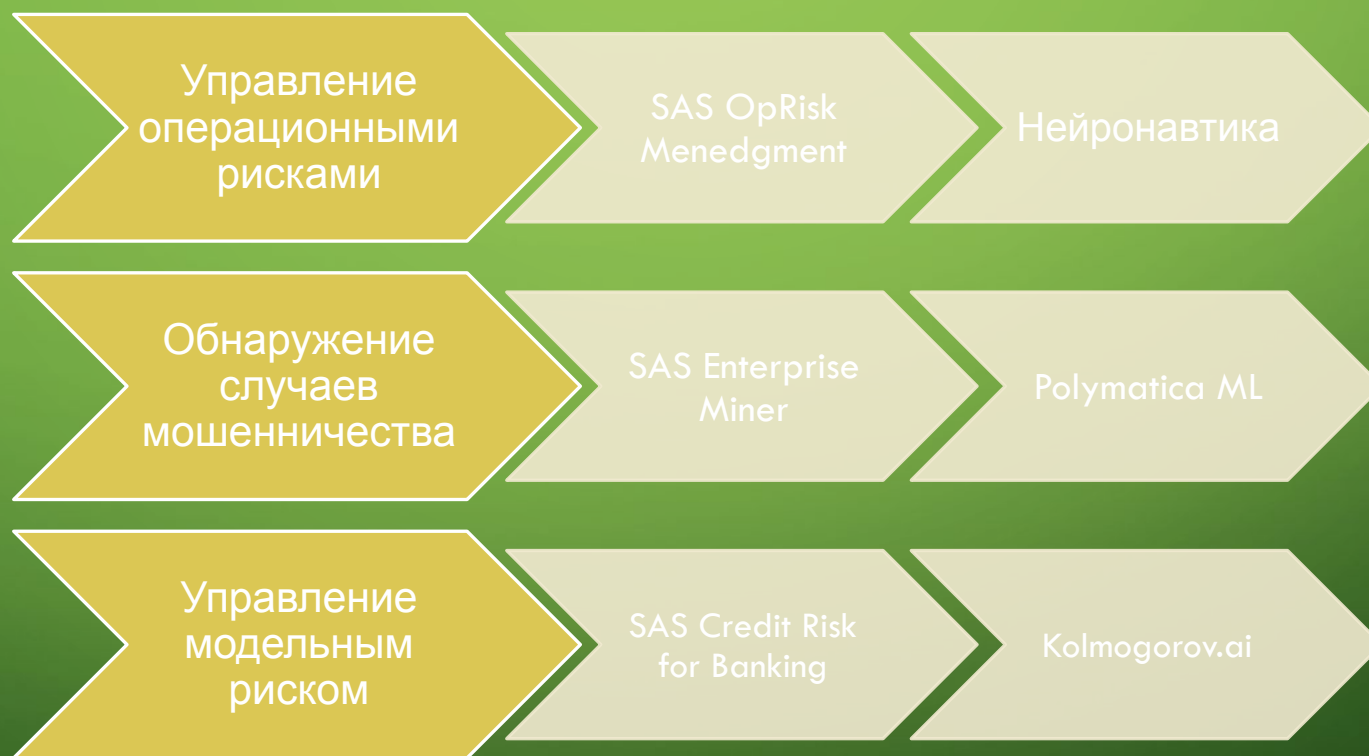 Управление
операционными
рисками
SAS OpRisk
Menedgment
Нейронавтика
Обнаружение
случаев
мошенничества
SAS Enterprise
Miner
Polymatica ML
Управление
модельным
риском
SAS Credit Risk
for Banking
Kolmogorov.ai